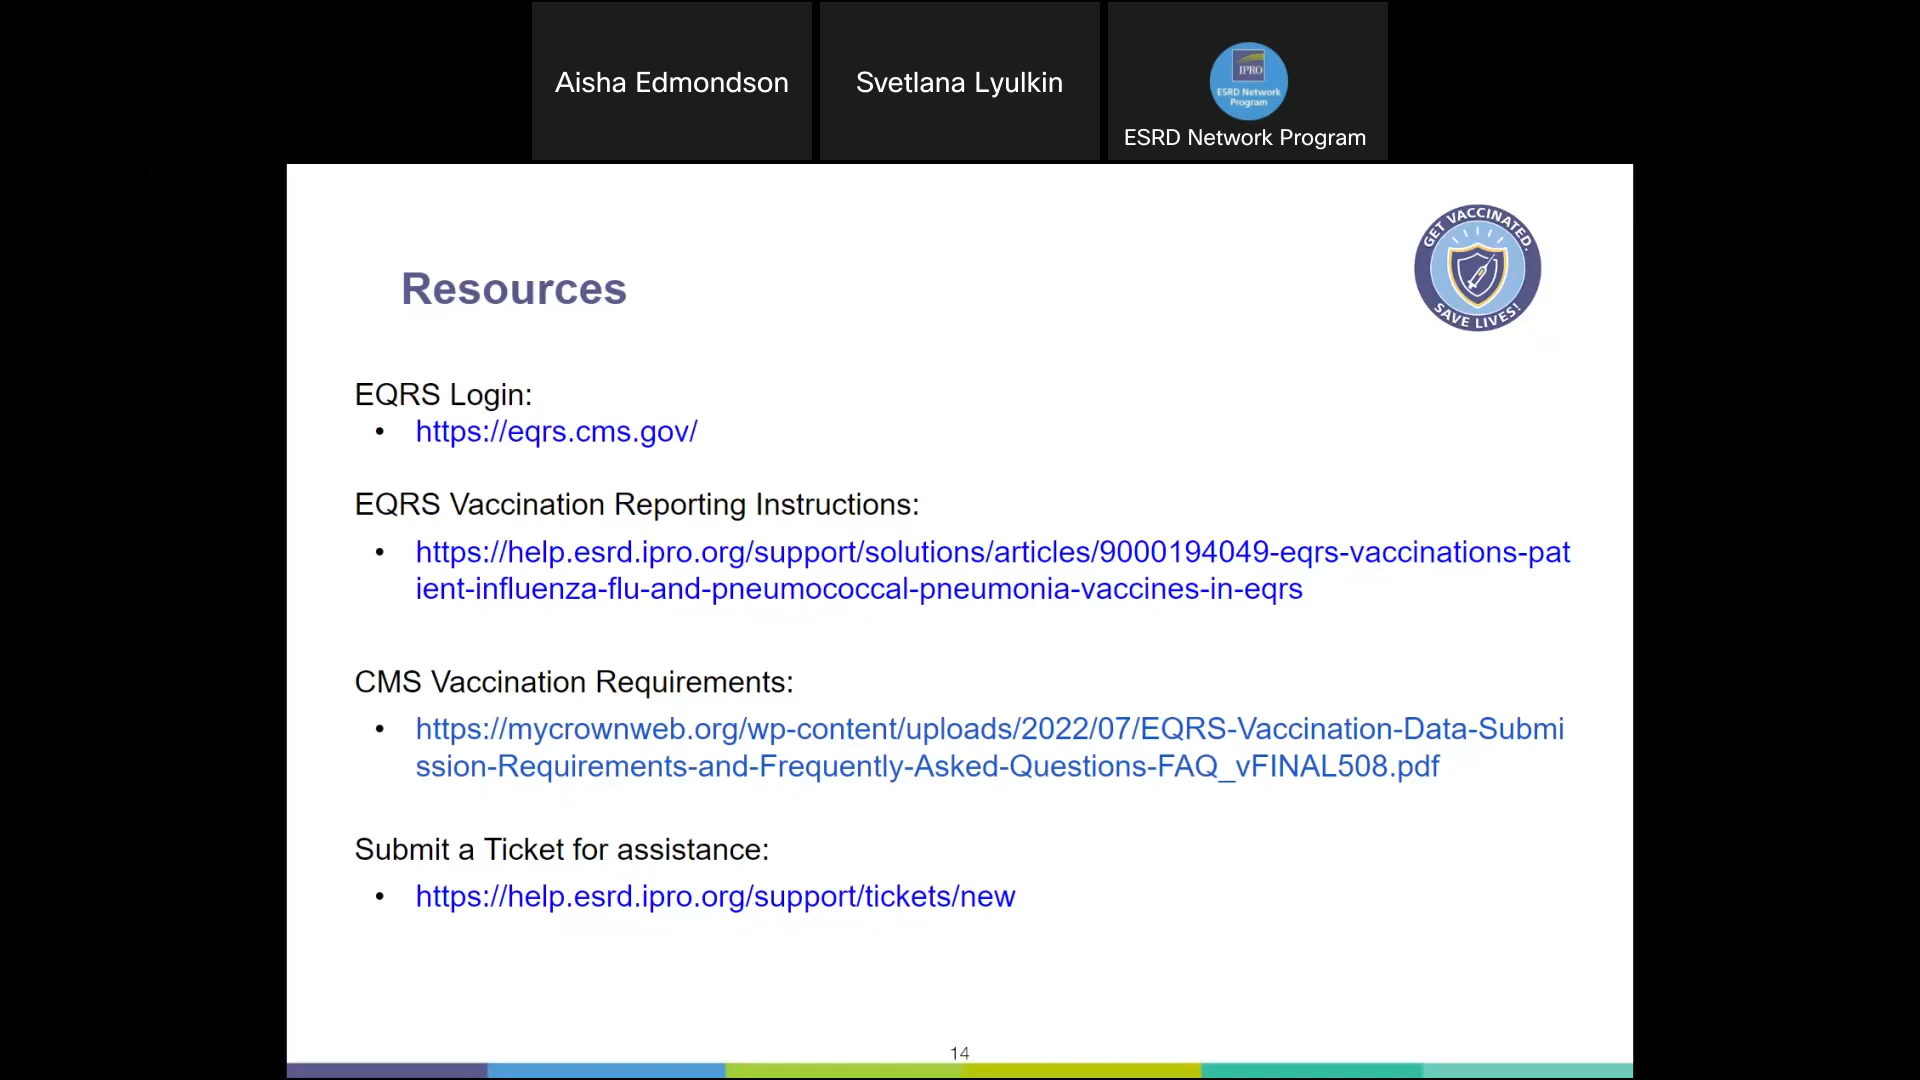 Aisha Edmondson
Svetlana Lyulkin
IPRO
ESRD Network
Program
ESRD Network Program
GET VACCINATED.
SAVE LIVES!
Resources
EQRS Login:
• https://eqrs.cms.gov/
EQRS Vaccination Reporting Instructions:
• https://help.esrd.ipro.org/support/solutions/articles/9000194049-eqrs-vaccinations-pat
ient-influenza-flu-and-pneumococcal-pneumonia-vaccines-in-eqrs
CMS Vaccination Requirements:
• https://mycrownweb.org/wp-content/uploads/2022/07/EQRS-Vaccination-Data-Submi
ssion-Requirements-and-Frequently-Asked-Questions-FAQ_vFINAL508.pdf
Submit a Ticket for assistance:
• https://help.esrd.ipro.org/support/tickets/new
14